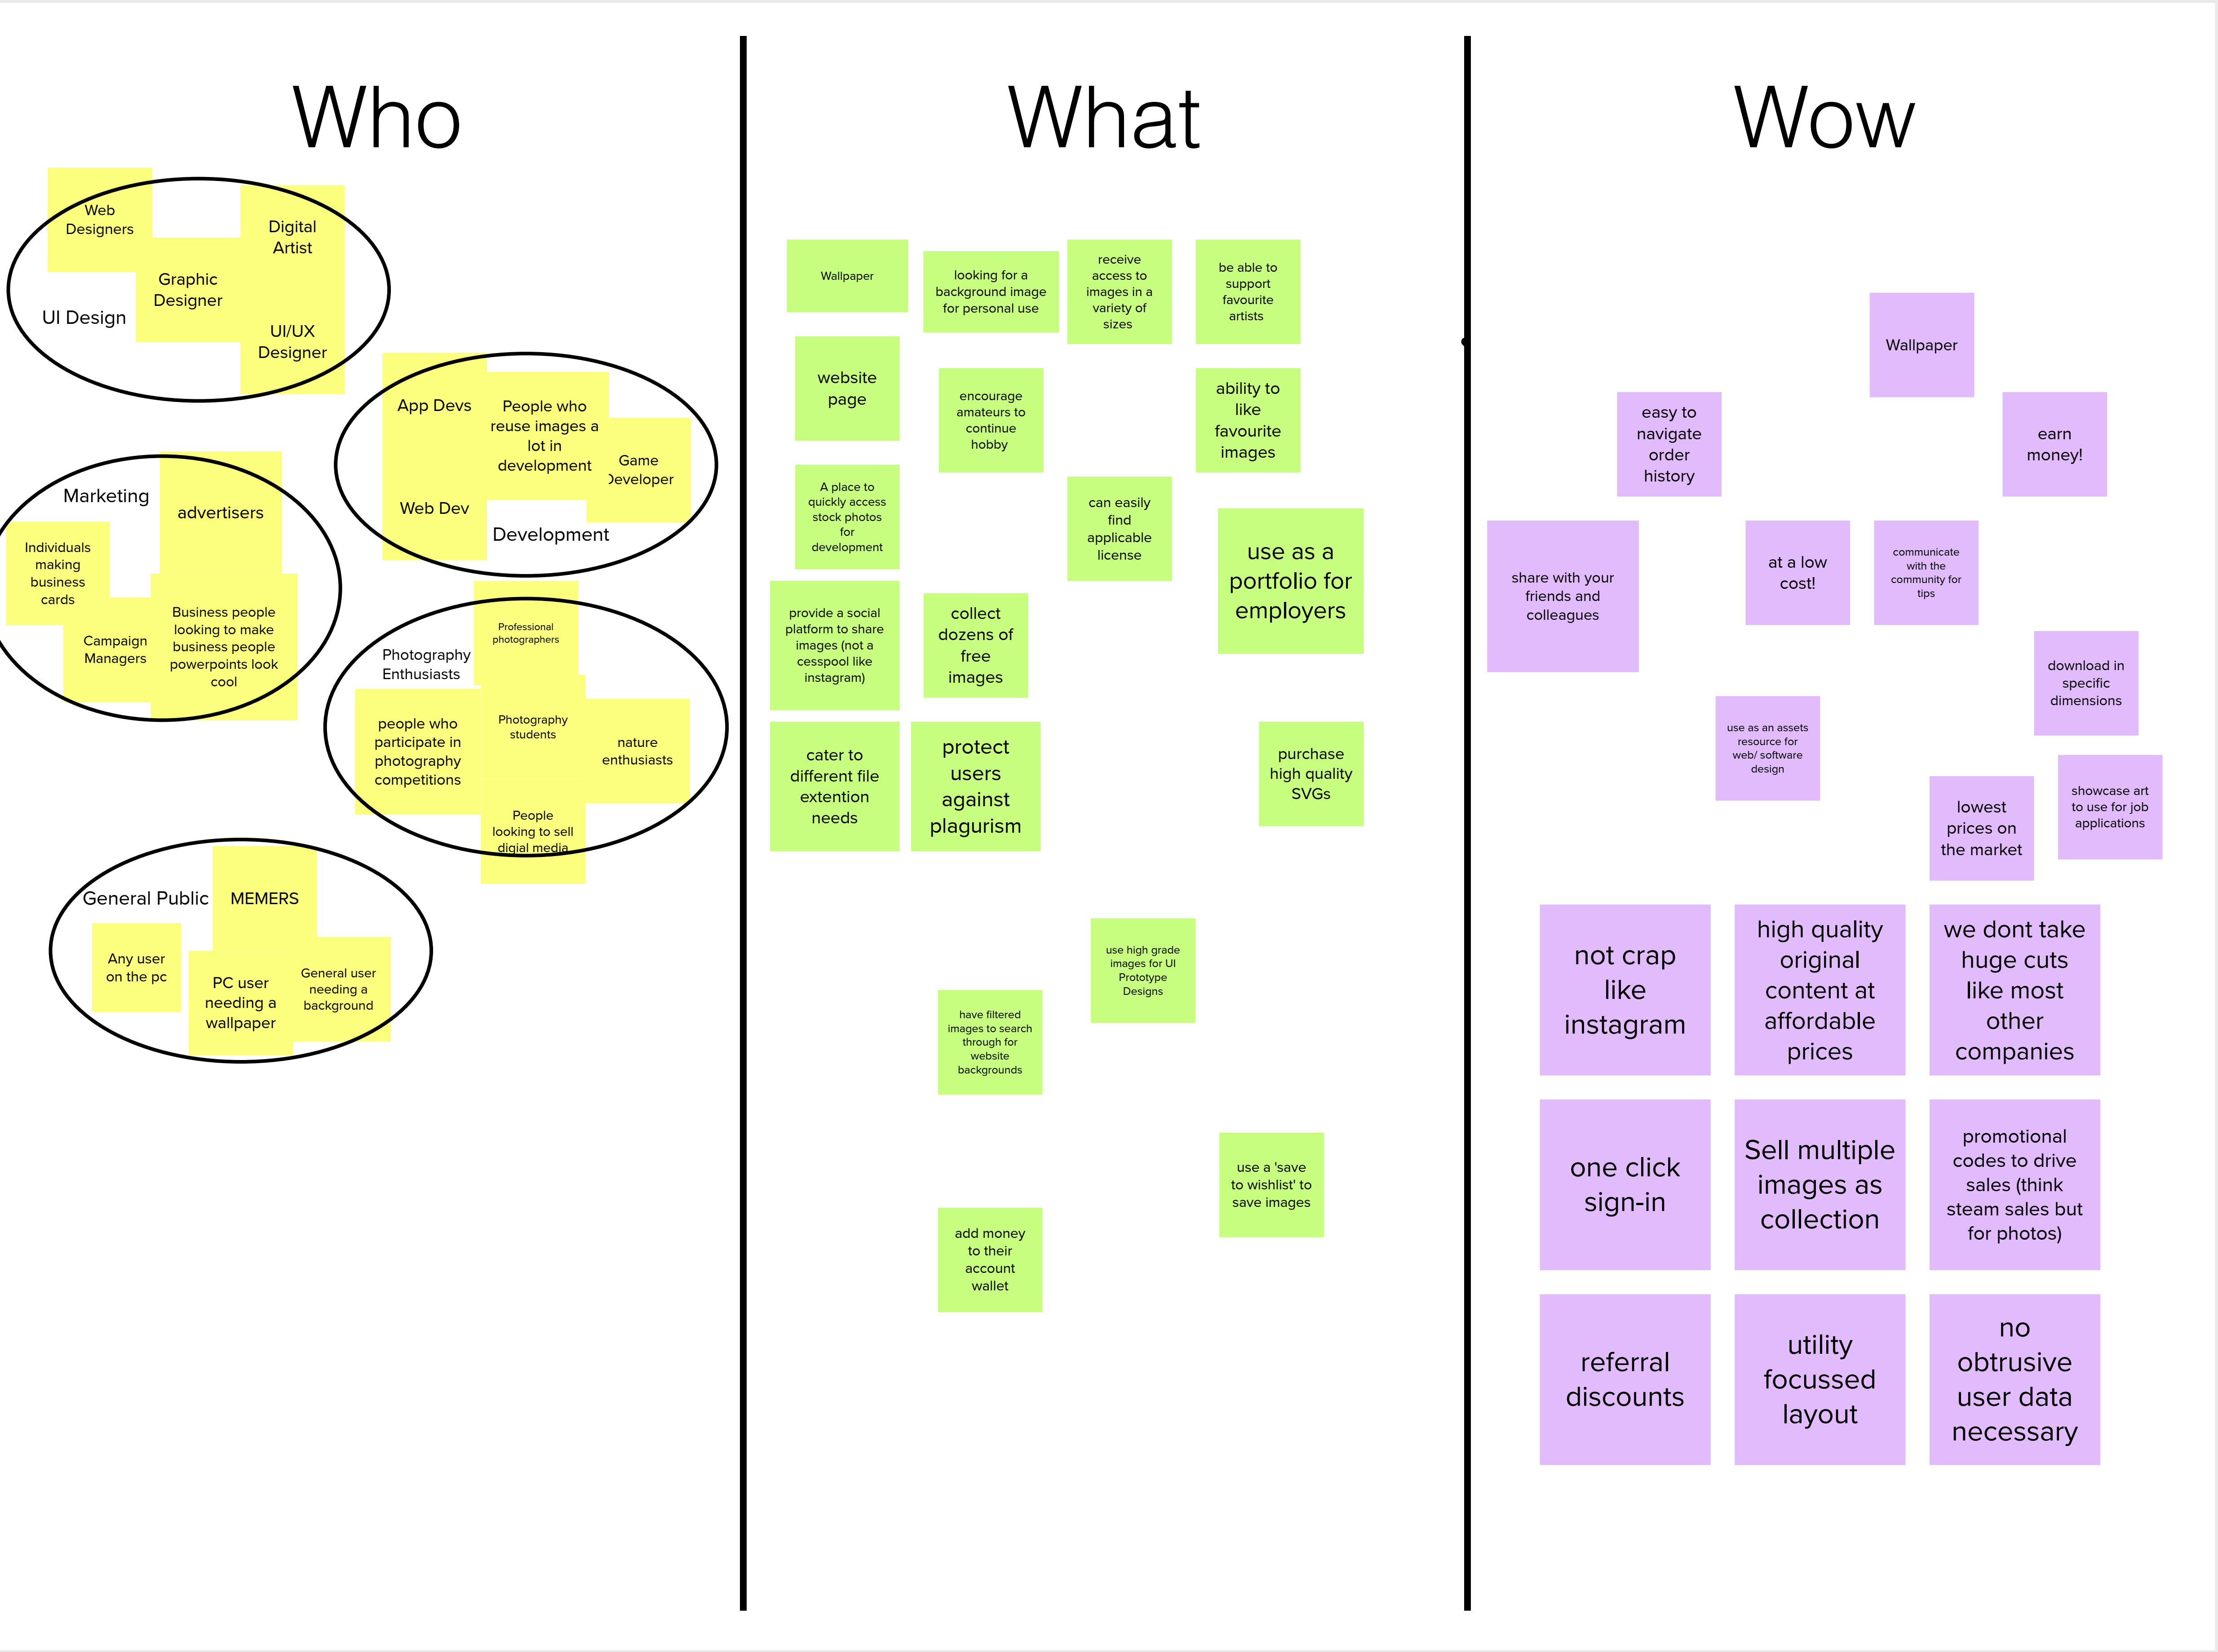 Who
Web
Designers
Digital
Artist
Graphic
Designer
UI Design
UI/UX
Designer
App Devs
People who
reuse images a
lot in
development
Game
Developer
Web Dev
Development
Marketing
advertisers
Individuals
making
business
cards
Campaign
Managers
Business people
looking to make
business people
powerpoints look
cool
Professional
photographers
Photography
Enthusiasts
people who
participate in
photography
competitions
Photography
students
nature
enthusiasts
People
looking to sell
digial media
General Public
MEMERS
Any user
on the pc
PC user
needing a
wallpaper
General user
needing a
background
What
Wallpaper
looking for a
background image
for personal use
receive
access to
images in a
variety of
sizes
be able to
support
favourite
artists
website
page
encourage
amateurs to
continue
hobby
ability to
like
favourite
images
A place to
quickly access
stock photos
for
development
can easily
find
applicable
license
use as a
portfolio for
employers
provide a social
platform to share
images (not a
cesspool like
instagram)
collect
dozens of
free
images
cater to
different file
extention
needs
protect
users
against
plagurism
purchase
high quality
SVGs
use high grade
images for UI
Prototype
Designs
have filtered
images to search
through for
website
backgrounds
use a 'save
to wishlist' to
save images
add money
to their
account
wallet
Wow
Wallpaper
easy to
navigate
order
history
earn
money!
share with your
friends and
colleagues
at a low
cost!
communicate
with the
community for
tips
download in
specific
dimensions
use as an assets
resource for
web/ software
design
lowest
prices on
the market
showcase art
to use for job
applications
not crap
like
instagram
high quality
original
content at
affordable
prices
we dont take
huge cuts
like most
other
companies
one click
sign-in
Sell multiple
images as
collection
promotional
codes to drive
sales (think
steam sales but
for photos)
referral
discounts
utility
focussed
layout
no
obtrusive
user data
necessary